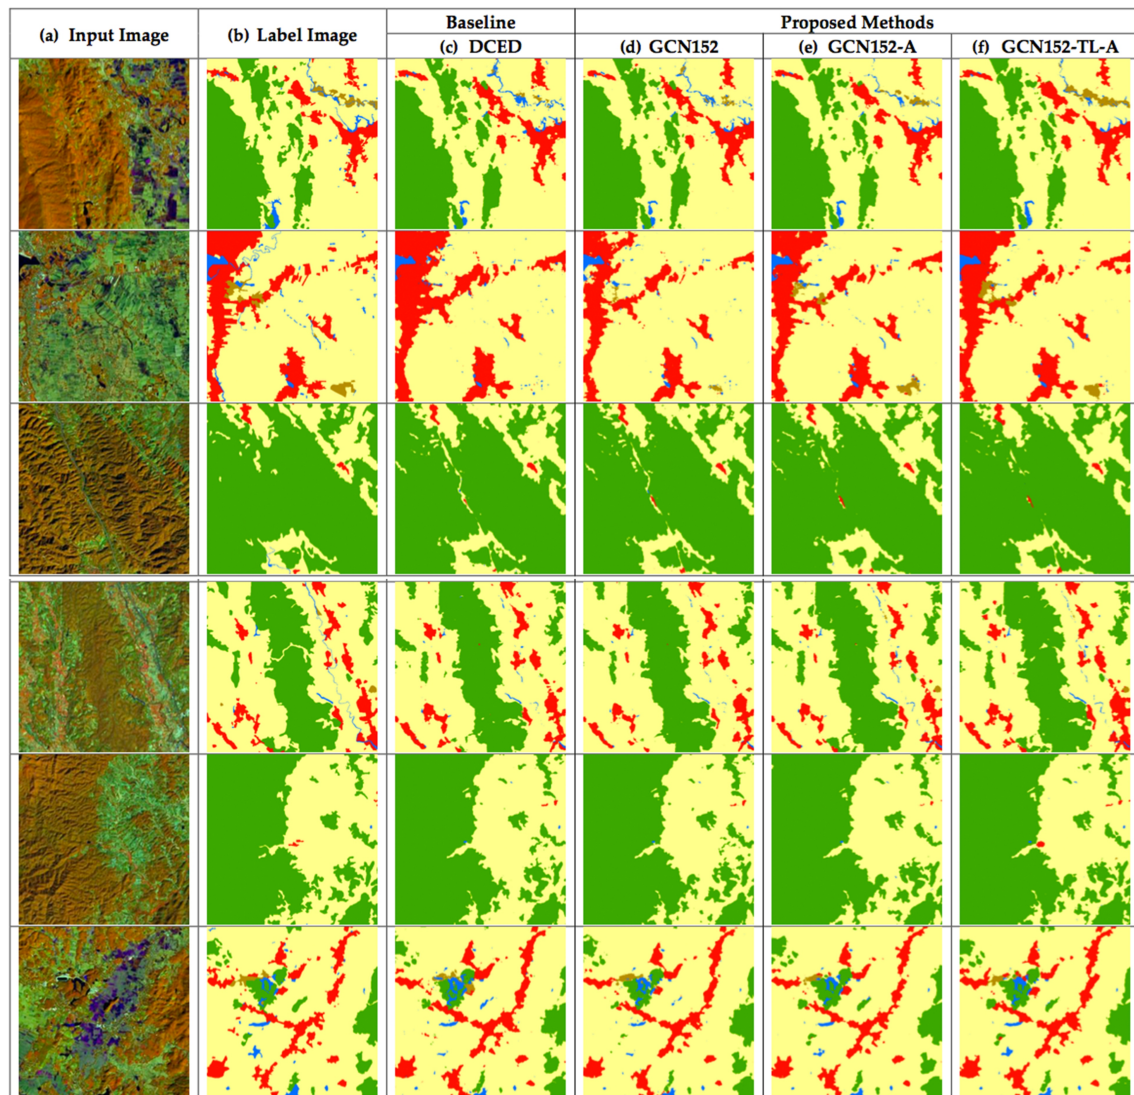 Baseline
Proposed Methods
(a) Input Image
(b) Label Image
(c) DCED
(d) GCN152
(e) GCN152-A
(f) GCN152-TL-A